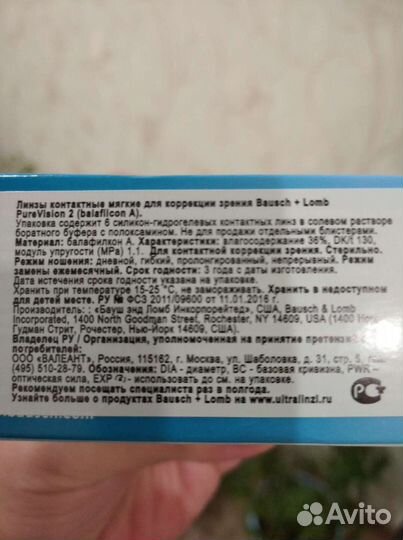 Линзы контактные мягкие для коррекции зрения Bausch + Lomb
PureVision 2 (balafilcon A).
Упаковка содержит 6 силикон-гидрогелевых контактных линз в солевом растворе
боратного буфера с полоксамином. Не для продажи отдельными блистерами.
Материал: балафилкон А. Характеристики: влагосодержание 36%, DK/t 130,
модуль упругости (MPa) 1.1. Для контактной коррекции зрения. Стерильно.
Режим ношения: дневной, гибкий, пролонгированный, непрерывный. Режим
замены ежемесячный. Срок годности: 3 года с даты изготовления.
Дата истечения срока годности указана на упаковке.
Хранить при температуре 15-25 °С, не замораживать. Хранить в недоступном
для детей месте. РУ № ФСЗ 2011/09600 от 11.01.2016 г.
Производитель: : «Бауш энд Ломб Инкорпорейтед», США, Bausch & Lomb
Incorporated, 1400 North Goodman Street, Rochester, NY 14609, USA (1400 Норт
Гудман Стрит, Рочестер, Нью-Йорк 14609, США).
Владелец РУ / Организация, уполномоченная на принятие претензий от
потребителей:
ООО «ВАЛЕАНТ», Россия, 115162, г. Москва, ул. Шаболовка, д. 31, стр. 5,
(495) 510-28-79. Обозначения: DIA - диаметр, BC - базовая кривизна, PWR –
оптическая сила, EXP - использовать до см. на упаковке.
Рекомендуем посещать специалиста раз в полгода.
Узнайте больше о продуктах Bausch + Lomb на www.ultralinzi.ru
Avito